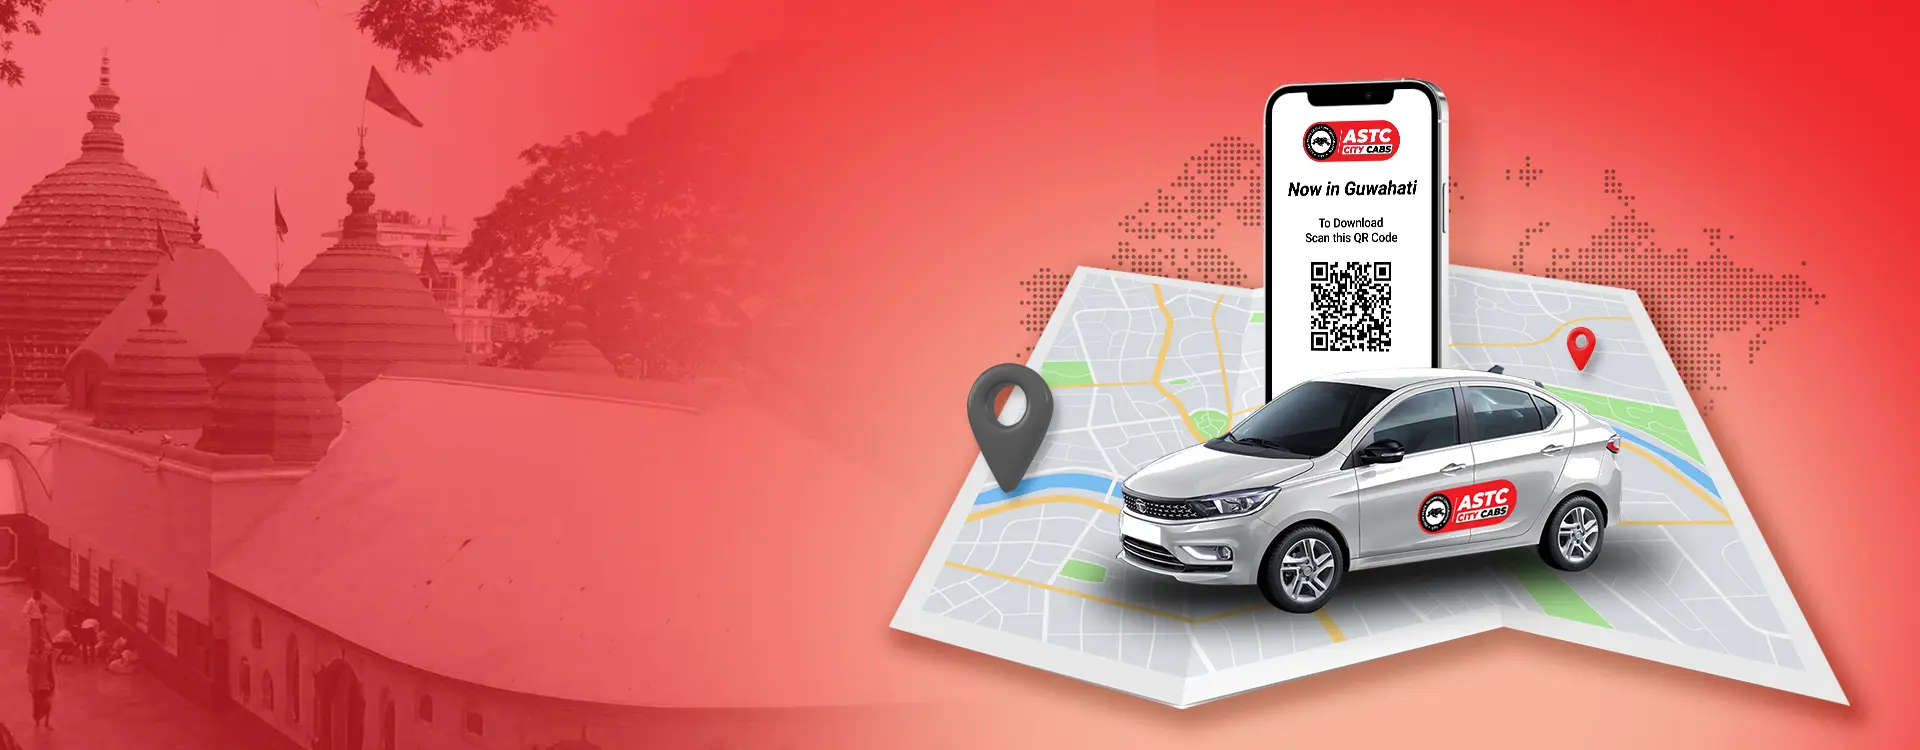 ASTC
CITY CABS
Now in Guwahati
To Download
Scan this QR Code
ASTC
CITY CABS